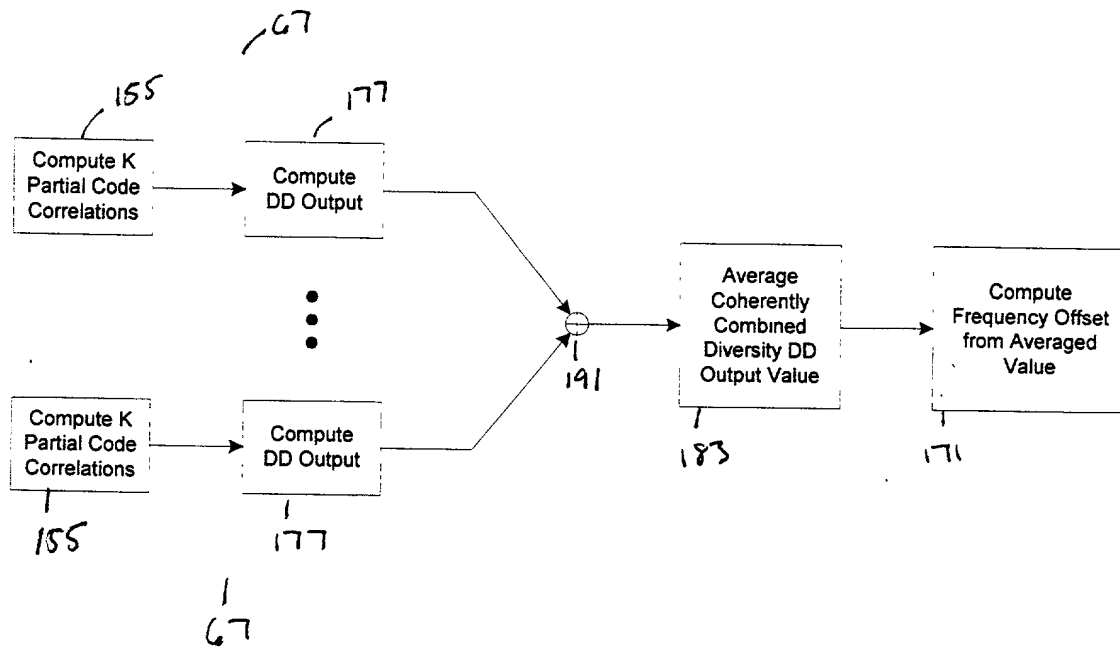 67
155
177
Compute K
Partial Code
Correlations
Compute
DD Output
Average
Coherently
Combined
Diversity DD
Output Value
Compute
Frequency Offset
from Averaged
Value
191
183
171
Compute K
Partial Code
Correlations
Compute
DD Output
155
177
67